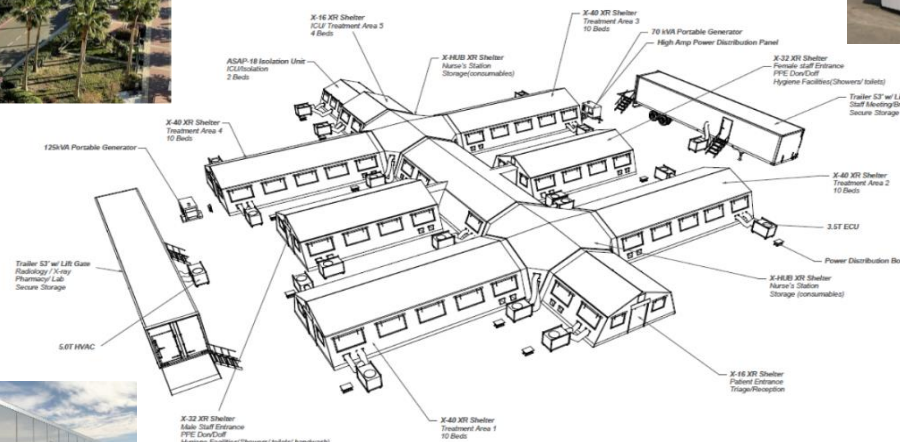 X-16 XR Shelter
ICU/ Treatment Area 5
4 Beds
X-40 XR Shelter
Treatment Area 3
10 Beds
70 kVA Portable Generator
High Amp Power Distribution Panel
ASAP-18 Isolation Unit
ICU/Isolation
2 Beds
X-HUB XR Shelter
Nurse's Station
Storage(consumables)
X-32 XR Shelter
Female staff Entrance
PPE Don/Doff
Hygiene Facilities(Showers/ toilets)
Trailer 53' w/
Staff
Secure Storage
X-40 XR Shelter
Treatment Area 4
10 Beds
125kVA Portable Generator
X-40 XR Shelter
Treatment Area 2
10 Beds
3.5T ECU
Power Distribution
Trailer 53' w/ Lift Gate
Radiology / X-ray
Pharmacy/ Lab
Secure Storage
X-HUB XR Shelter
Nurse's Station
Storage (consumables)
5.0T HVAC
X-16 XR Shelter
Patient Entrance
Triage/Reception
X-32 XR Shelter
Male Staff Entrance
PPE Don/Doff
X-40 XR Shelter
Treatment Area 1
10 Beds